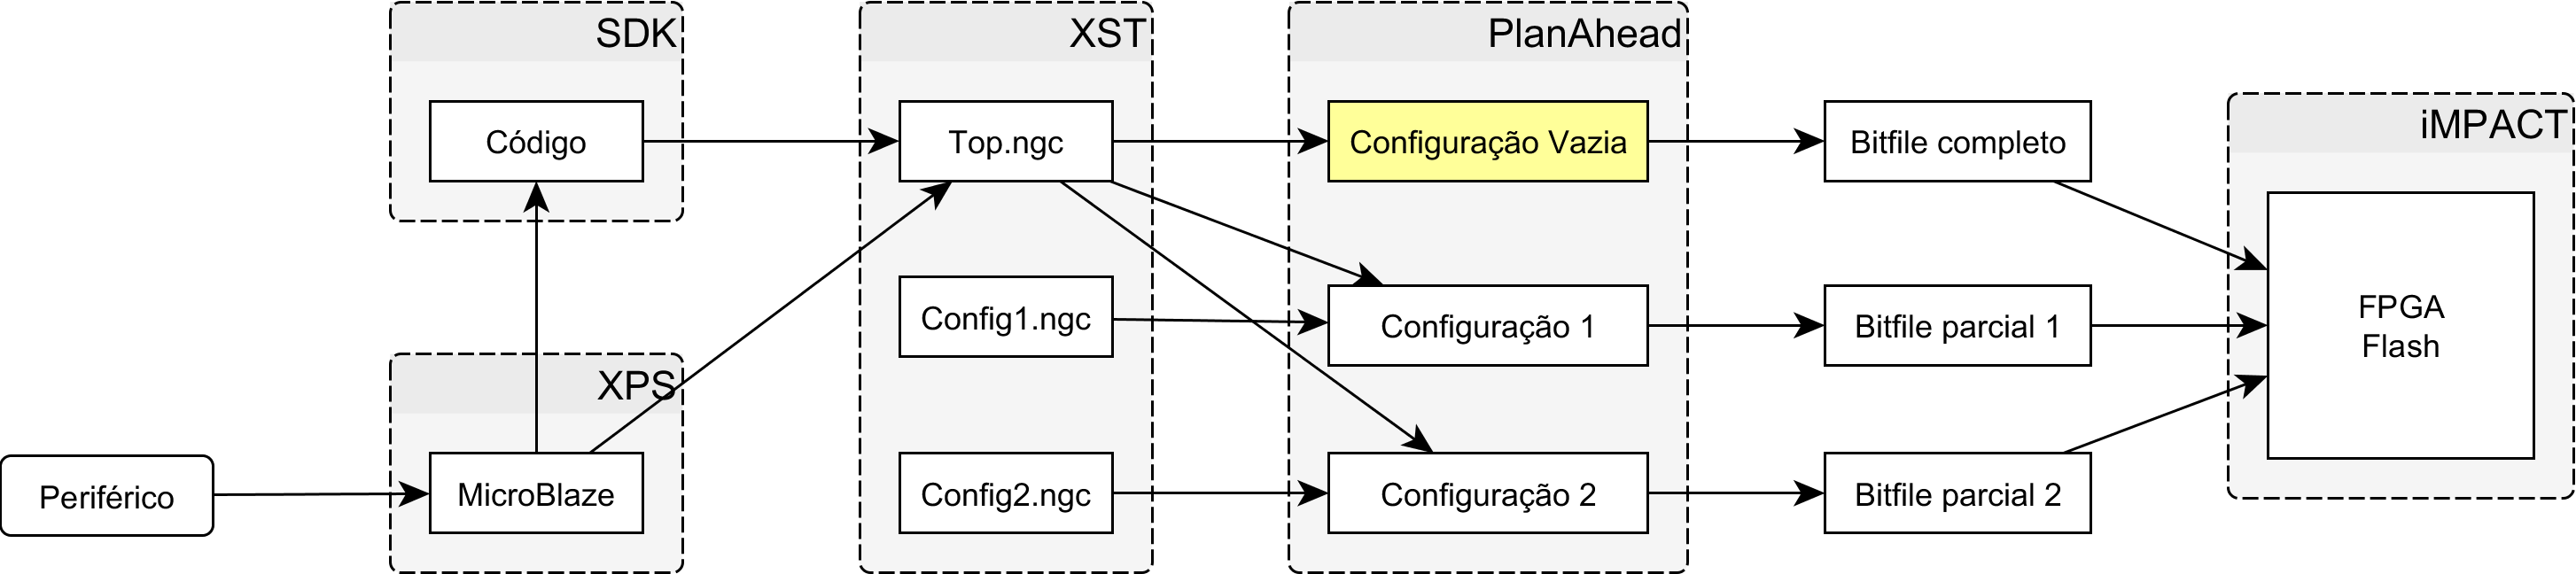 SDK
XST
PlanAhead
iMPACT
Código
Top.ngc
Configuração Vazia
Bitfile completo
Config1.ngc
Configuração 1
Bitfile parcial 1
FPGA
Flash
XPS
Periférico
MicroBlaze
Config2.ngc
Configuração 2
Bitfile parcial 2